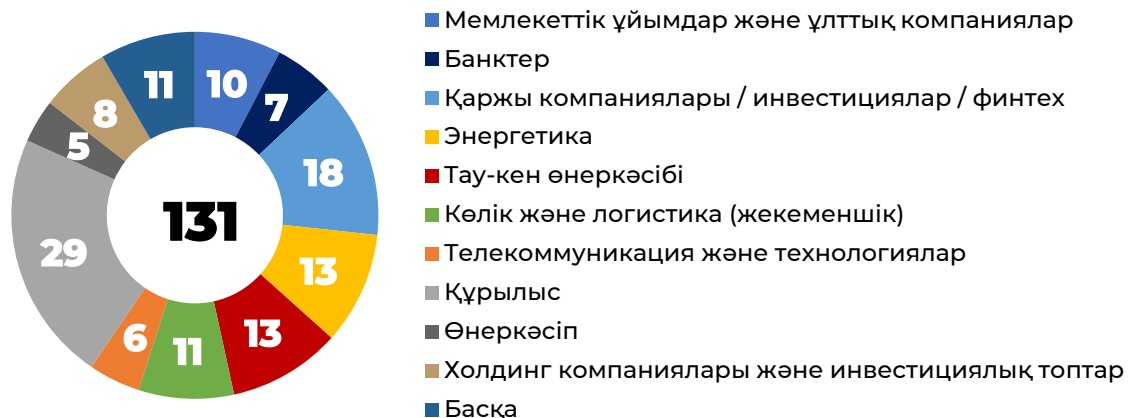 10
7
18
13
13
11
6
29
5
8
11
131
Мемлекеттік ұйымдар және ұлттық компаниялар
Банктер
Қаржы компаниялары / инвестициялар / финтех
Энергетика
Тау-кен өнеркәсібі
Көлік және логистика (жекеменшік)
Телекоммуникация және технологиялар
Құрылыс
Өнеркәсіп
Холдинг компаниялары және инвестициялық топтар
Басқа